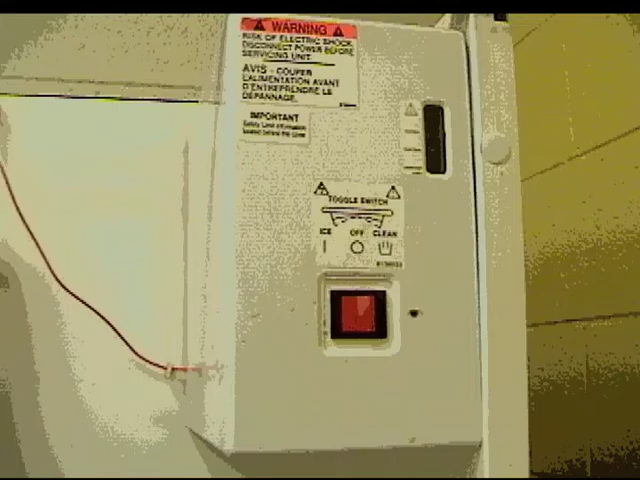 WARNING
RISK OF ELECTRIC SHOCK.
DISCONNECT POWER BEFORE
SERVICING UNIT.
AVIS - COUPER
L'ALIMENTATION AVANT
D'ENTREPRENDRE LE
DÉPANNAGE.
IMPORTANT
TOGGLE SWITCH
ICE OFF CLEAN